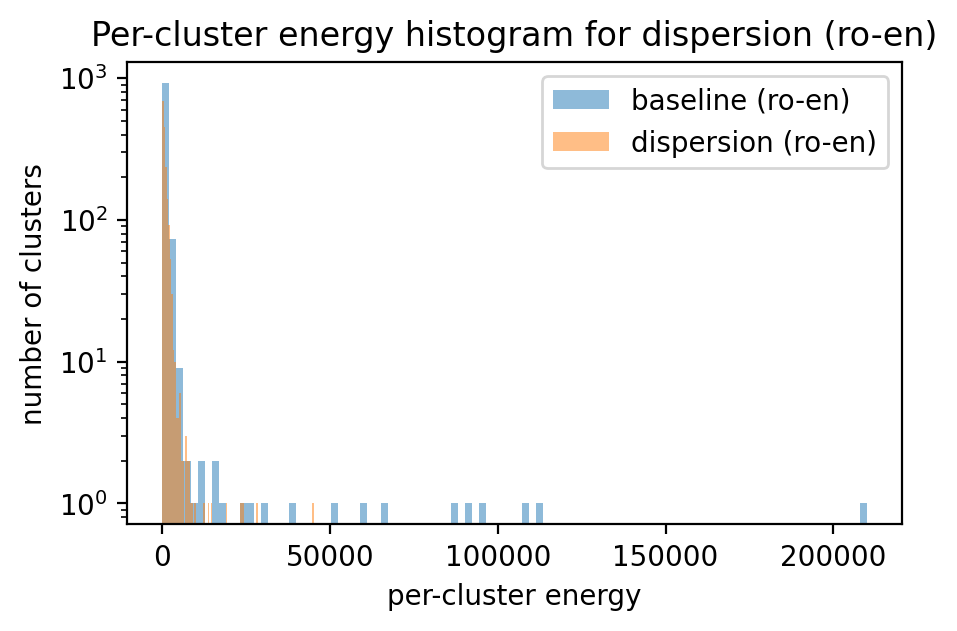 Per-cluster energy histogram for dispersion (ro-en)
baseline (ro-en)
dispersion (ro-en)
number of clusters
10³
10²
10¹
10⁰
0 50000 100000 150000 200000
per-cluster energy